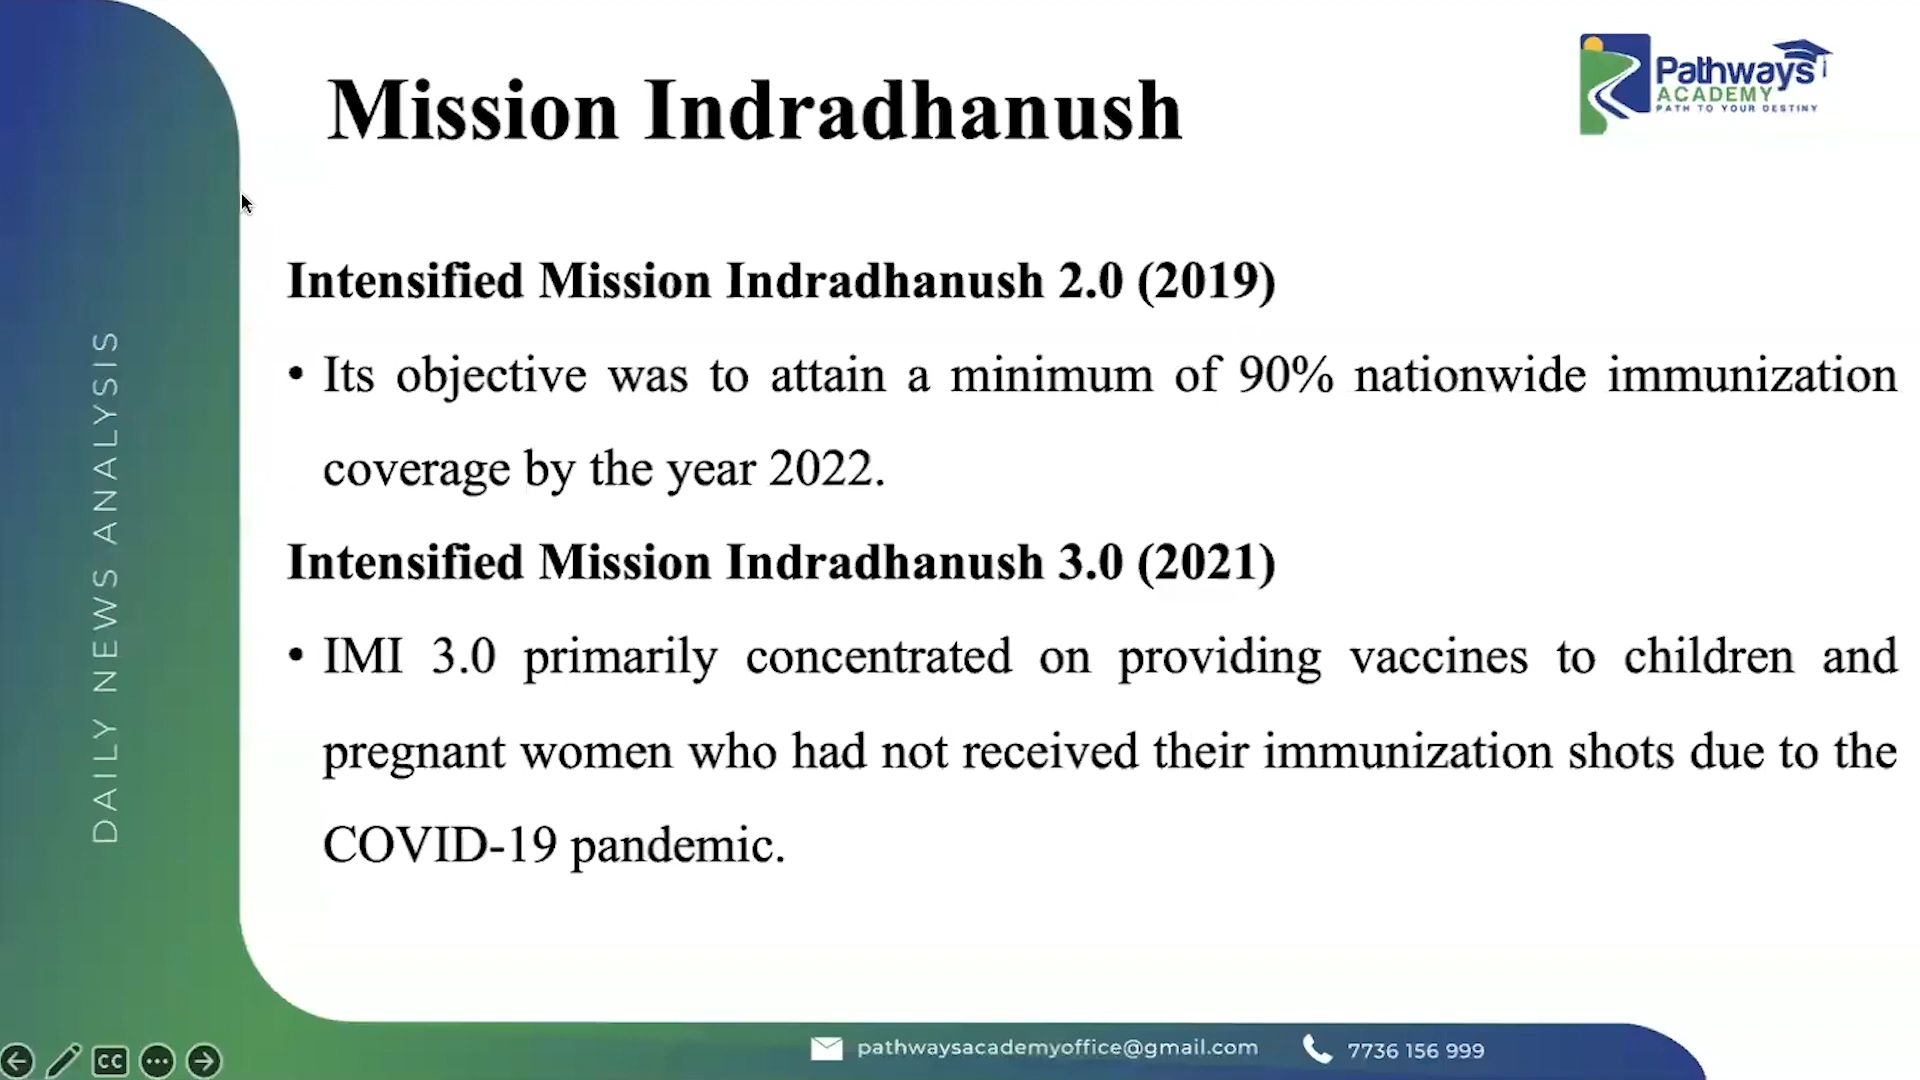 Mission Indradhanush
Pathways
ACADEMY
PATH TO YOUR DESTINY
Intensified Mission Indradhanush 2.0 (2019)
• Its objective was to attain a minimum of 90% nationwide immunization
coverage by the year 2022.
Intensified Mission Indradhanush 3.0 (2021)
• IMI 3.0 primarily concentrated on providing vaccines to children and
pregnant women who had not received their immunization shots due to the
COVID-19 pandemic.
DAILY NEWS ANALYSIS
CC
pathwaysacademyoffice@gmail.com
7736 156 999